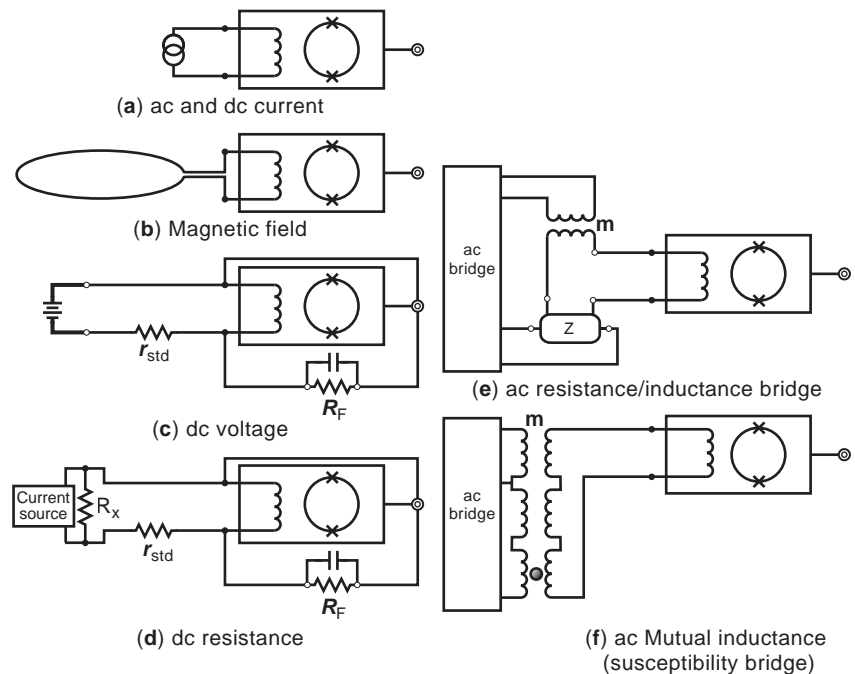 (a) ac and dc current
(b) Magnetic field
r_std
R_F
(c) dc voltage
Current
source
R_x
r_std
R_F
(d) dc resistance
ac
bridge
m
Z
(e) ac resistance/inductance bridge
m
ac
bridge
(f) ac Mutual inductance
(susceptibility bridge)